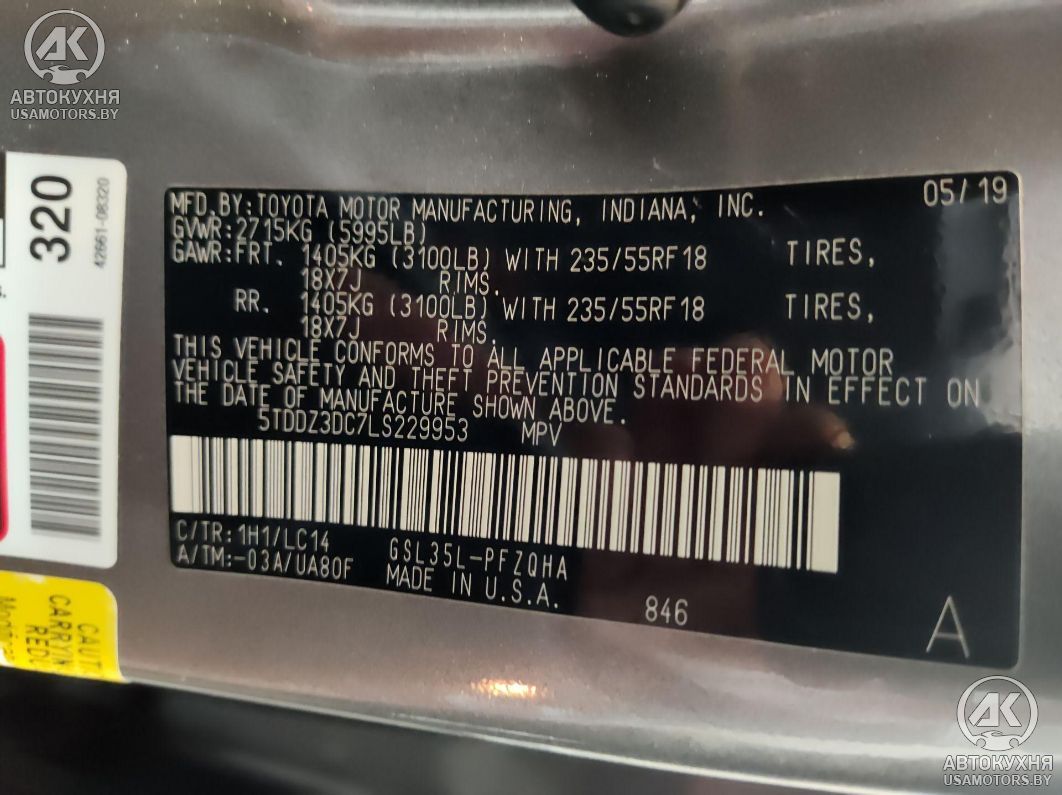 AK
АВТОКУХНЯ
USAMOTORS.BY
320
42661-08320
MFD.BY:TOYOTA MOTOR MANUFACTURING, INDIANA, INC. 05/19
GVWR:2715KG (5995LB)
GAWR:FRT. 1405KG (3100LB) WITH 235/55RF18 TIRES,
18X7J RIMS.
RR. 1405KG (3100LB) WITH 235/55RF18 TIRES,
18X7J RIMS.
THIS VEHICLE CONFORMS TO ALL APPLICABLE FEDERAL MOTOR
VEHICLE SAFETY AND THEFT PREVENTION STANDARDS IN EFFECT ON
THE DATE OF MANUFACTURE SHOWN ABOVE.
5TDDZ3DC7LS229953 MPV
C/TR:1H1/LC14 GSL35L-PFZQHA
A/TM:-03A/UA80F MADE IN U.S.A.
846
A
CAUT
CARRYIN
REDU
AK
АВТОКУХНЯ
USAMOTORS.BY